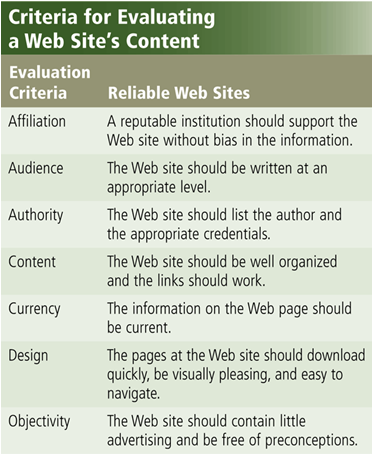 Criteria for Evaluating
a Web Site's Content
Evaluation
Criteria Reliable Web Sites
Affiliation A reputable institution should support the
Web site without bias in the information.
Audience The Web site should be written at an
appropriate level.
Authority The Web site should list the author and
the appropriate credentials.
Content The Web site should be well organized
and the links should work.
Currency The information on the Web page should
be current.
Design The pages at the Web site should download
quickly, be visually pleasing, and easy to
navigate.
Objectivity The Web site should contain little
advertising and be free of preconceptions.